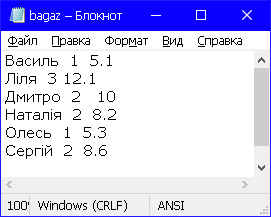 bagaz – Блокнот
Файл Правка Формат Вид Справка
Василь 1 5.1
Ліля 3 12.1
Дмитро 2 10
Наталія 2 8.2
Олесь 1 5.3
Сергій 2 8.6
Windows (CRLF) ANSI